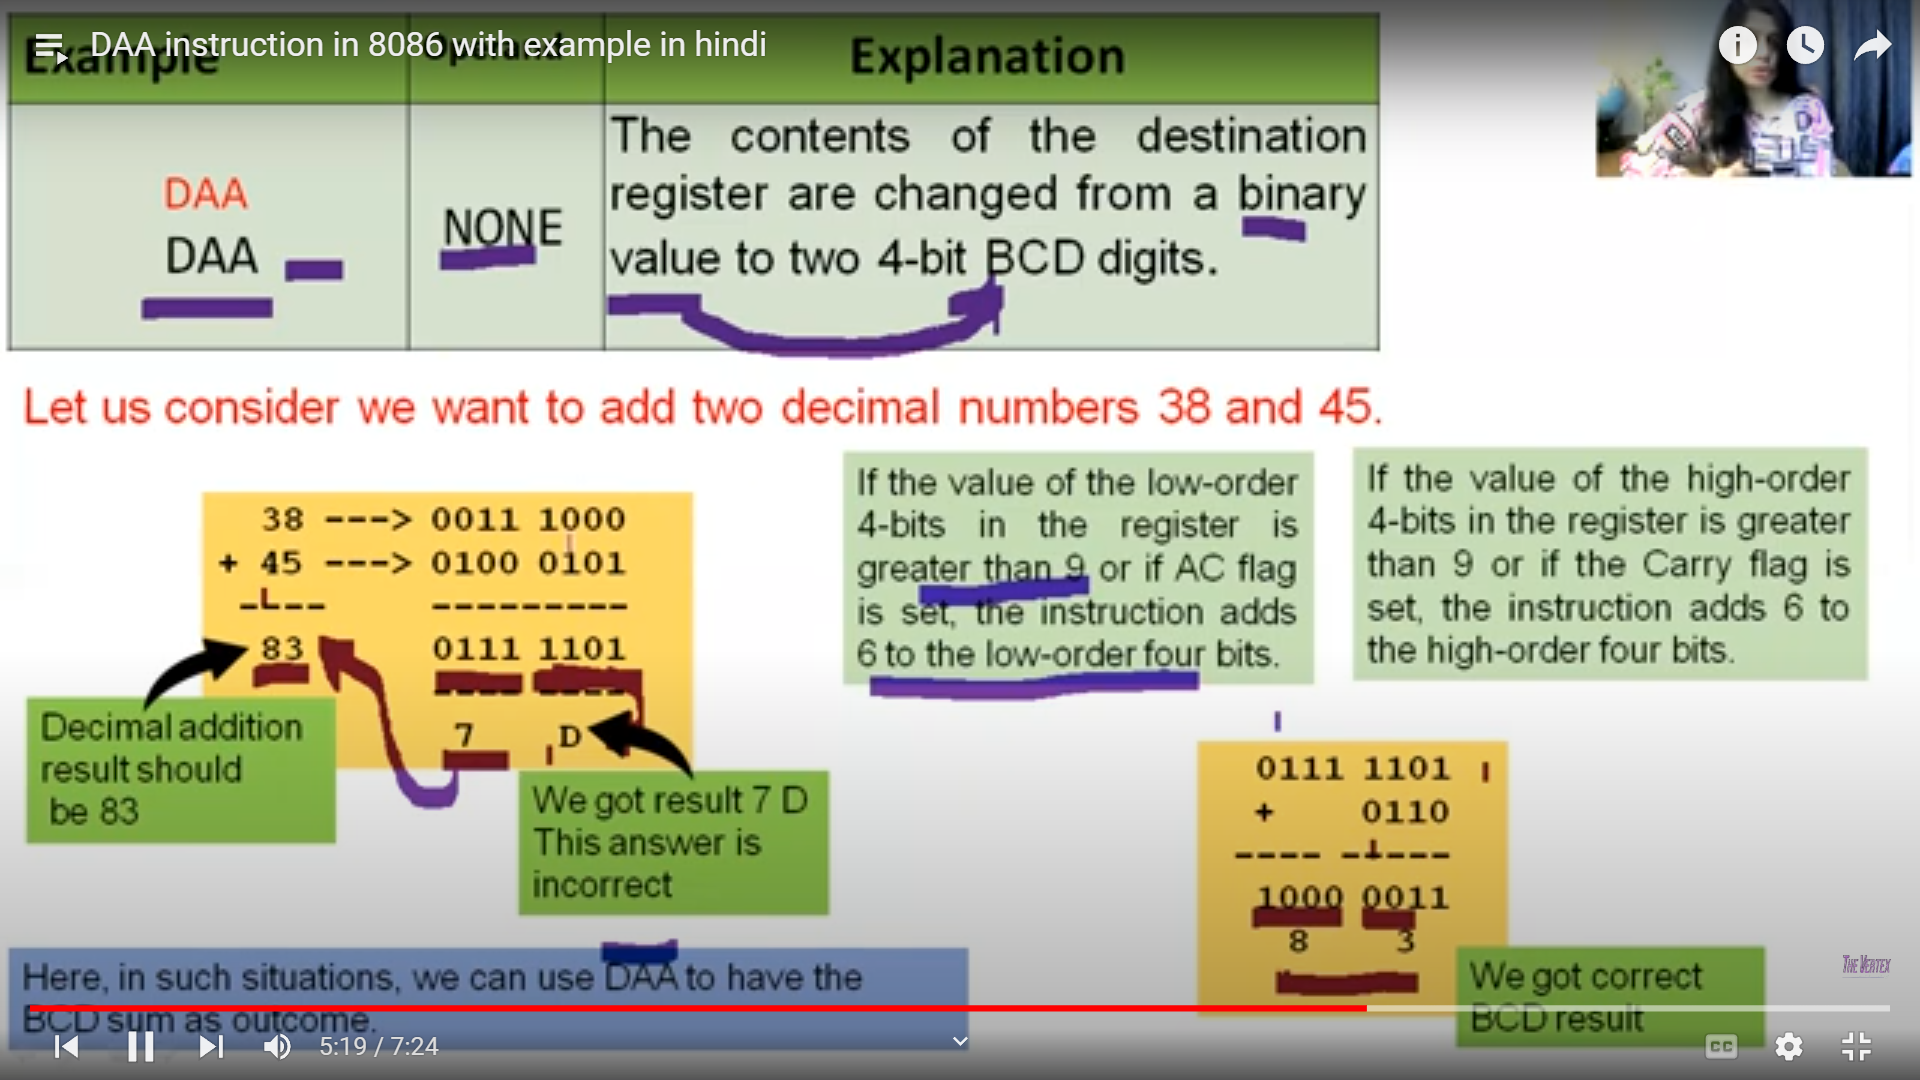 DAA instruction in 8086 with example in hindi
Example Operand Explanation
DAA
DAA
NONE
The contents of the destination
register are changed from a binary
value to two 4-bit BCD digits.
Let us consider we want to add two decimal numbers 38 and 45.
38 ---> 0011 1000
+ 45 ---> 0100 0101
---- ---------
83 0111 1101
---- ----
7 D
Decimal addition
result should
be 83
We got result 7 D
This answer is
incorrect
If the value of the low-order
4-bits in the register is
greater than 9 or if AC flag
is set, the instruction adds
6 to the low-order four bits.
If the value of the high-order
4-bits in the register is greater
than 9 or if the Carry flag is
set, the instruction adds 6 to
the high-order four bits.
0111 1101
+ 0110
---- -----
1000 0011
8 3
We got correct
BCD result
Here, in such situations, we can use DAA to have the
BCD sum as outcome.
THE VERTEX
5:19 / 7:24
CC